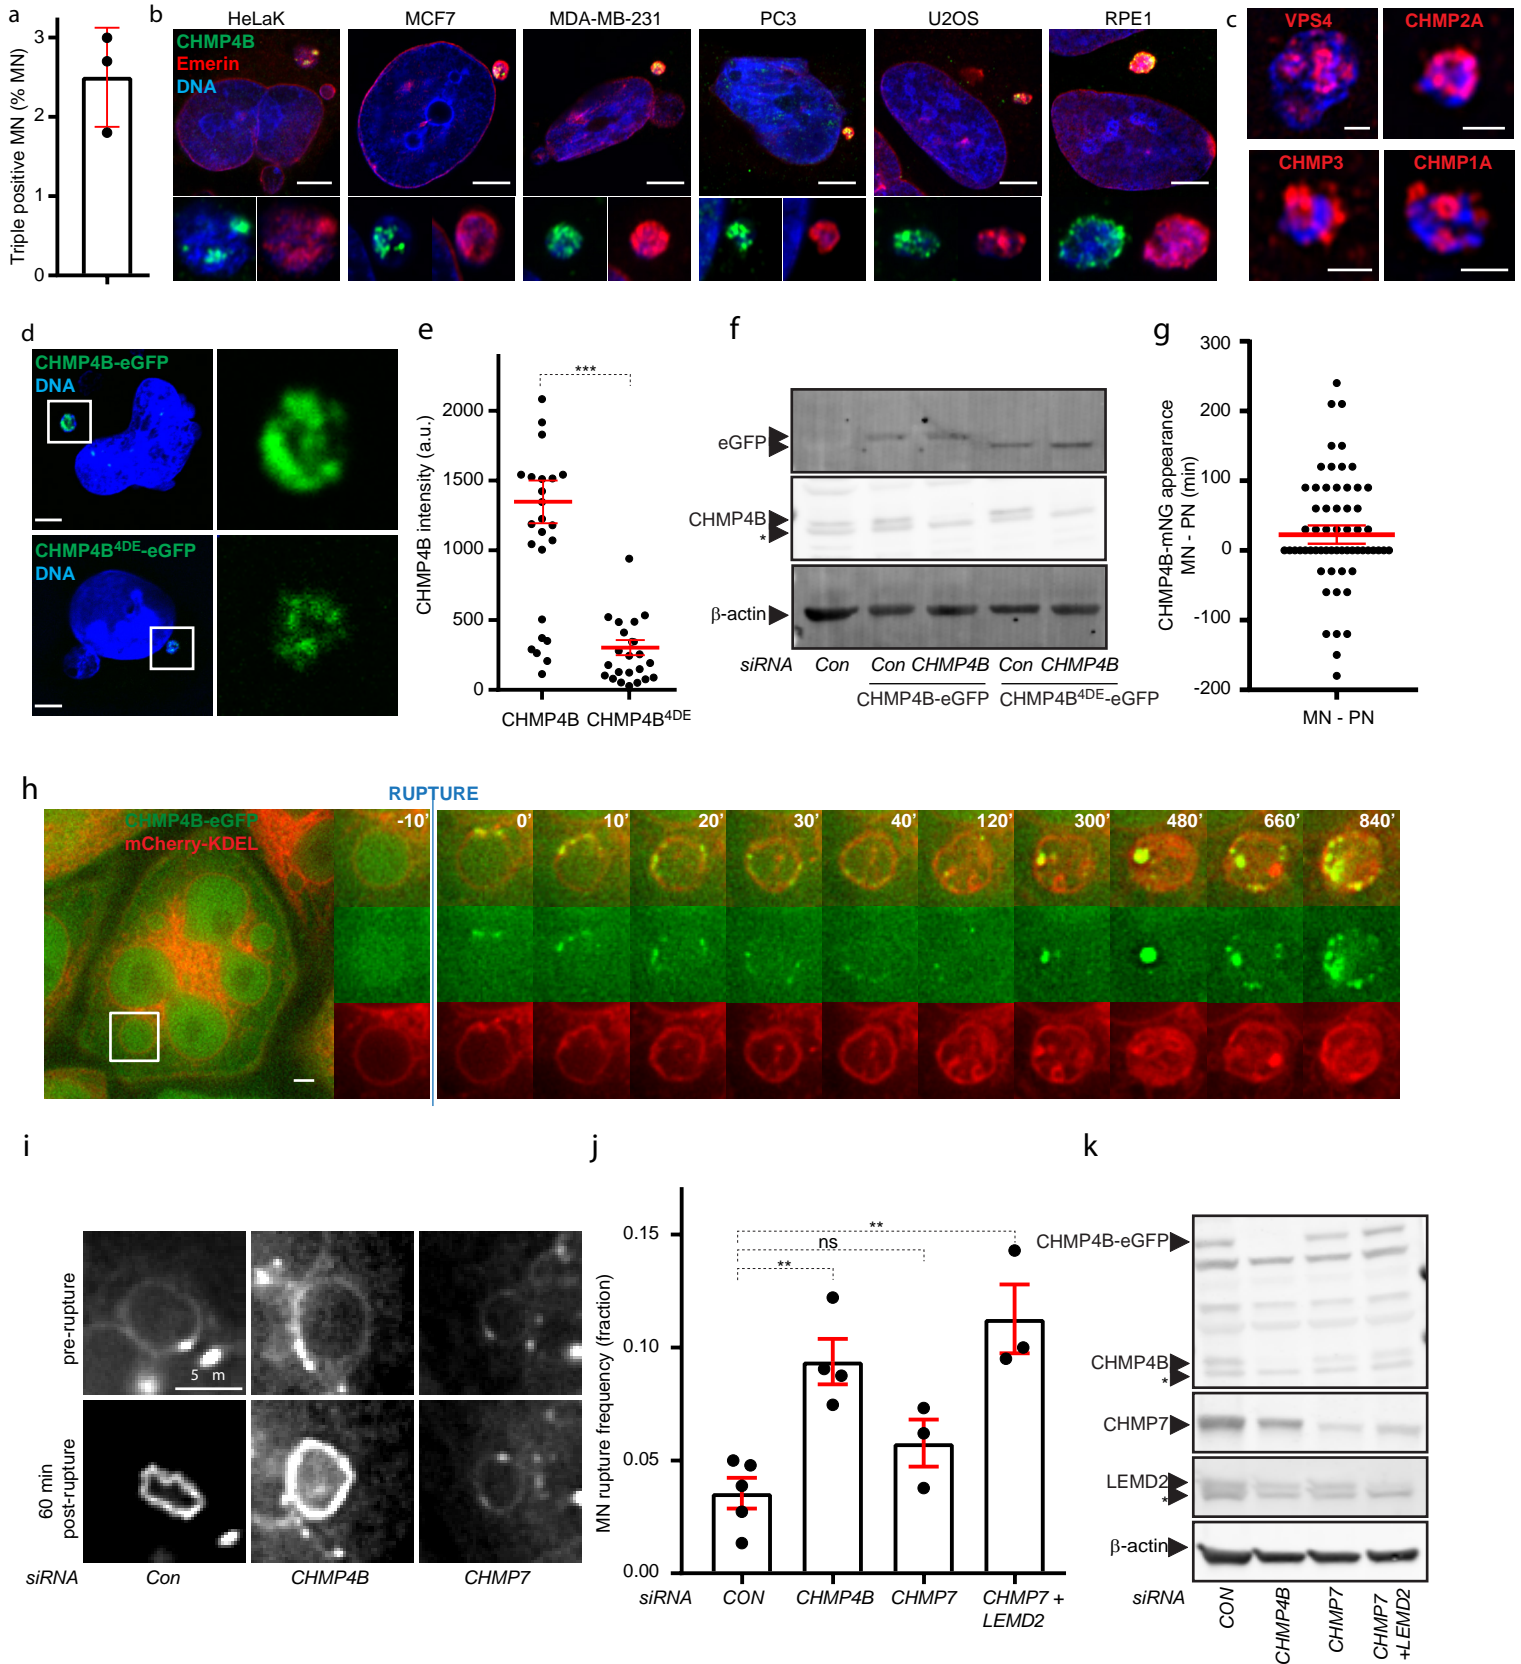 a
Triple positive MN (% MN)
3
2
1
0
b
HeLaK
MCF7
MDA-MB-231
PC3
U2OS
RPE1
CHMP4B
Emerin
DNA
c
VPS4
CHMP2A
CHMP3
CHMP1A
d
CHMP4B-eGFP
DNA
CHMP4B4DE-eGFP
DNA
e
CHMP4B intensity (a.u.)
***
2000
1500
1000
500
0
CHMP4B
CHMP4B4DE
f
eGFP
CHMP4B
*
β-actin
siRNA Con Con CHMP4B Con CHMP4B
CHMP4B-eGFP
CHMP4B4DE-eGFP
g
CHMP4B-mNG appearance
MN - PN (min)
300
200
100
0
-100
-200
MN - PN
h
RUPTURE
CHMP4B-eGFP
mCherry-KDEL
-10’ 0’ 10’ 20’ 30’ 40’ 120’ 300’ 480’ 660’ 840’
i
pre-rupture
5 m
60 min
post-rupture
siRNA Con CHMP4B CHMP7
j
MN rupture frequency (fraction)
0.15
0.10
0.05
0.00
**
ns
**
siRNA CON CHMP4B CHMP7 CHMP7 +
LEMD2
k
CHMP4B-eGFP
CHMP4B
*
CHMP7
LEMD2
*
β-actin
siRNA
CON
CHMP4B
CHMP7
CHMP7
+LEMD2